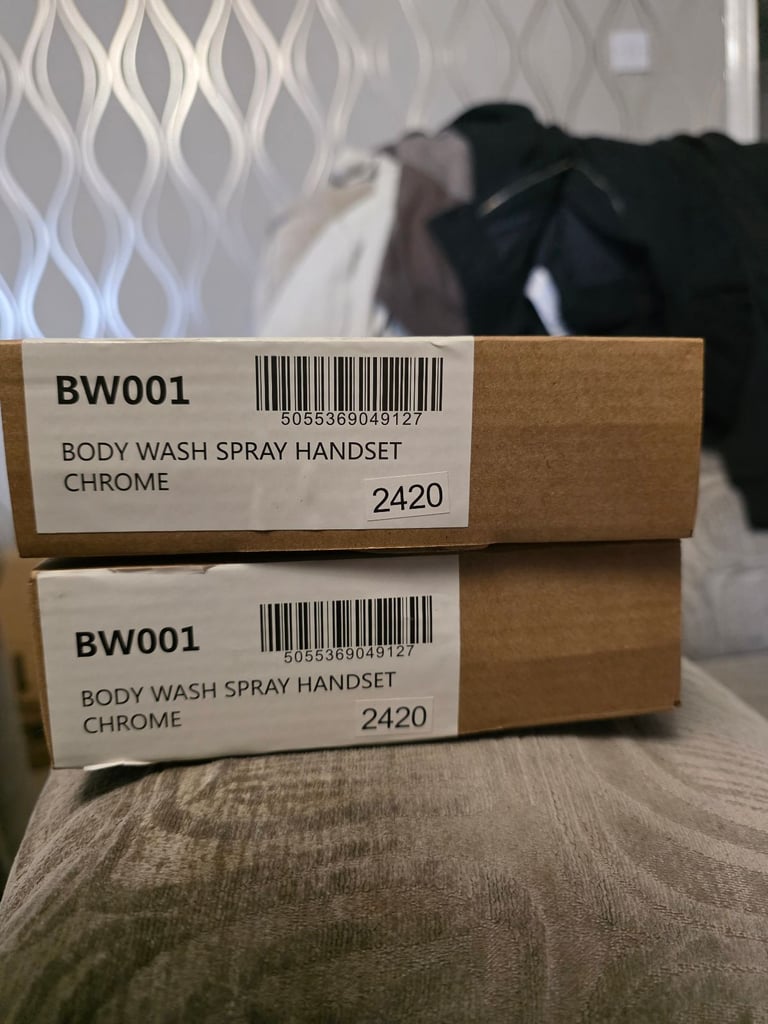 BW001
5055369049127
BODY WASH SPRAY HANDSET
CHROME
2420
BW001
5055369049127
BODY WASH SPRAY HANDSET
CHROME
2420